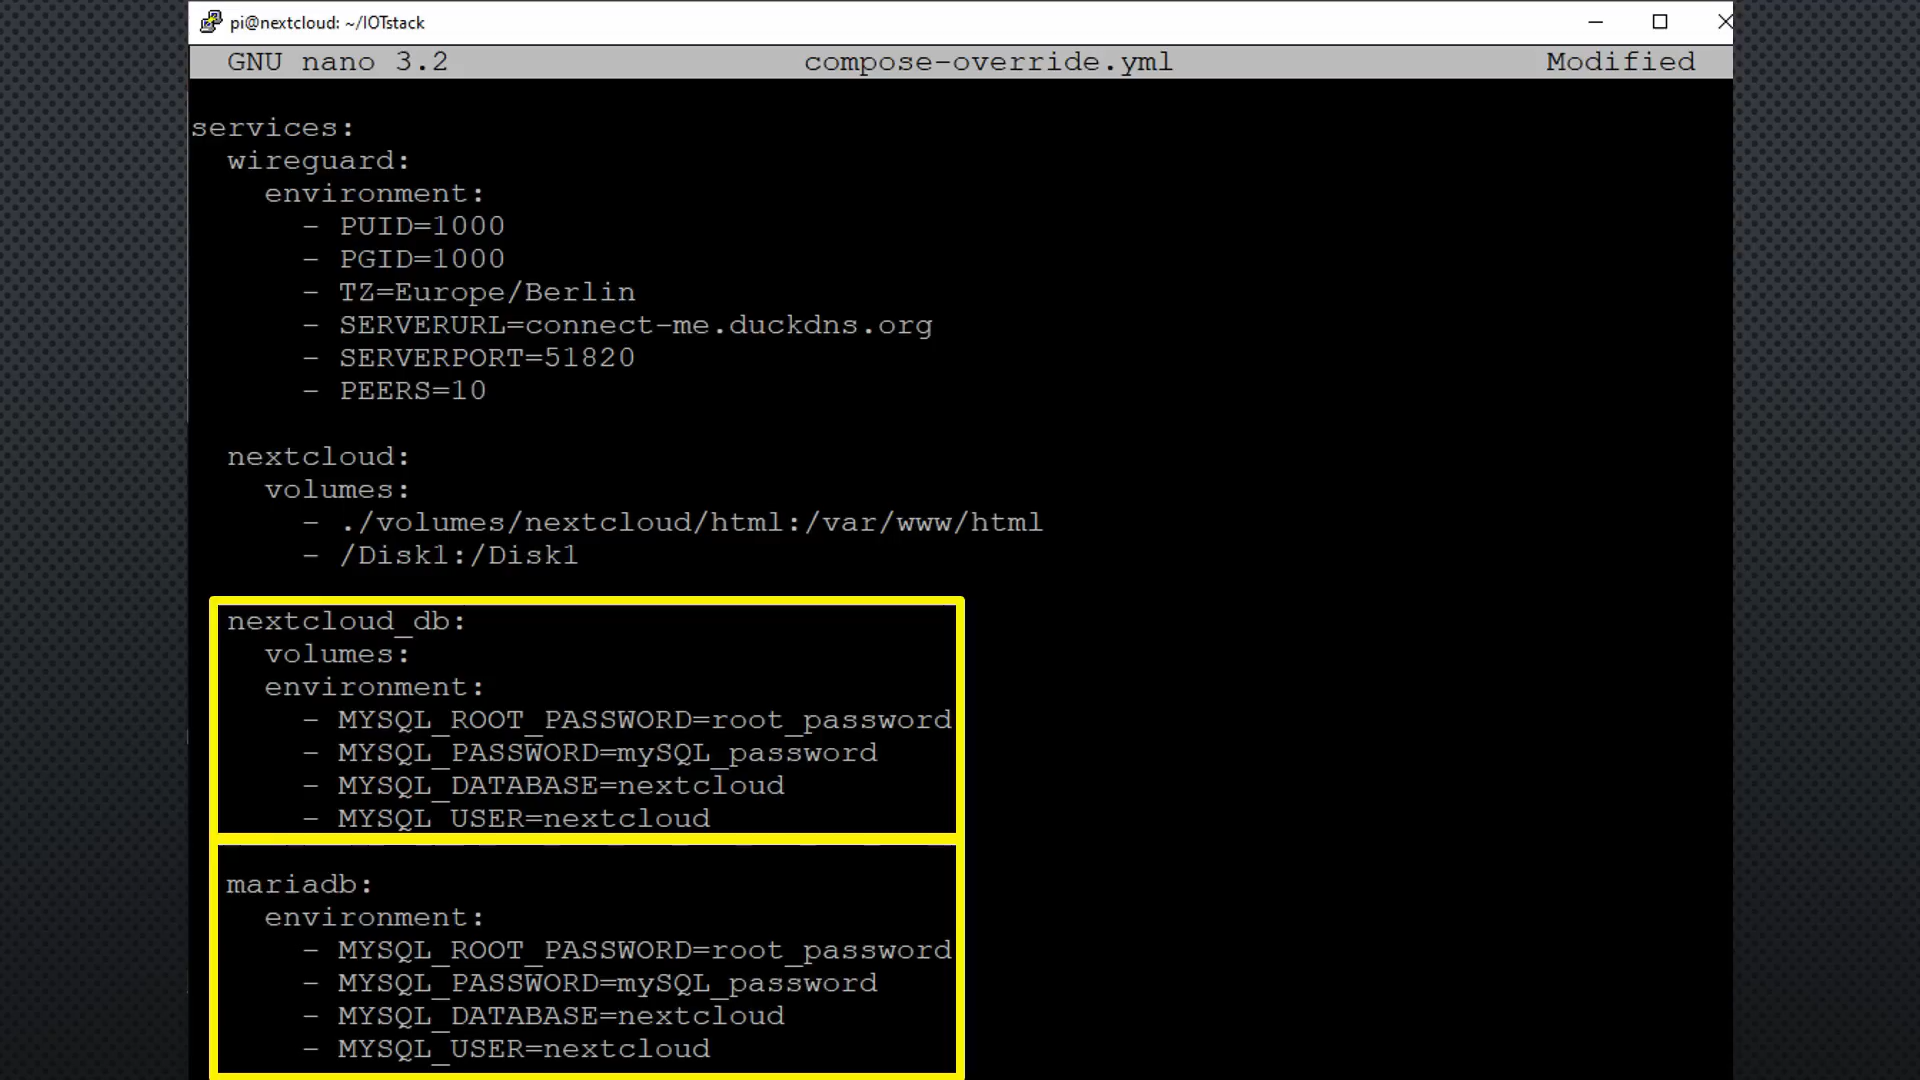 pi@nextcloud: ~/IOTstack
GNU nano 3.2 compose-override.yml Modified
services:
  wireguard:
    environment:
      - PUID=1000
      - PGID=1000
      - TZ=Europe/Berlin
      - SERVERURL=connect-me.duckdns.org
      - SERVERPORT=51820
      - PEERS=10
  nextcloud:
    volumes:
      - ./volumes/nextcloud/html:/var/www/html
      - /Disk1:/Disk1
  nextcloud_db:
    volumes:
    environment:
      - MYSQL_ROOT_PASSWORD=root_password
      - MYSQL_PASSWORD=mySQL_password
      - MYSQL_DATABASE=nextcloud
      - MYSQL_USER=nextcloud
  mariadb:
    environment:
      - MYSQL_ROOT_PASSWORD=root_password
      - MYSQL_PASSWORD=mySQL_password
      - MYSQL_DATABASE=nextcloud
      - MYSQL_USER=nextcloud